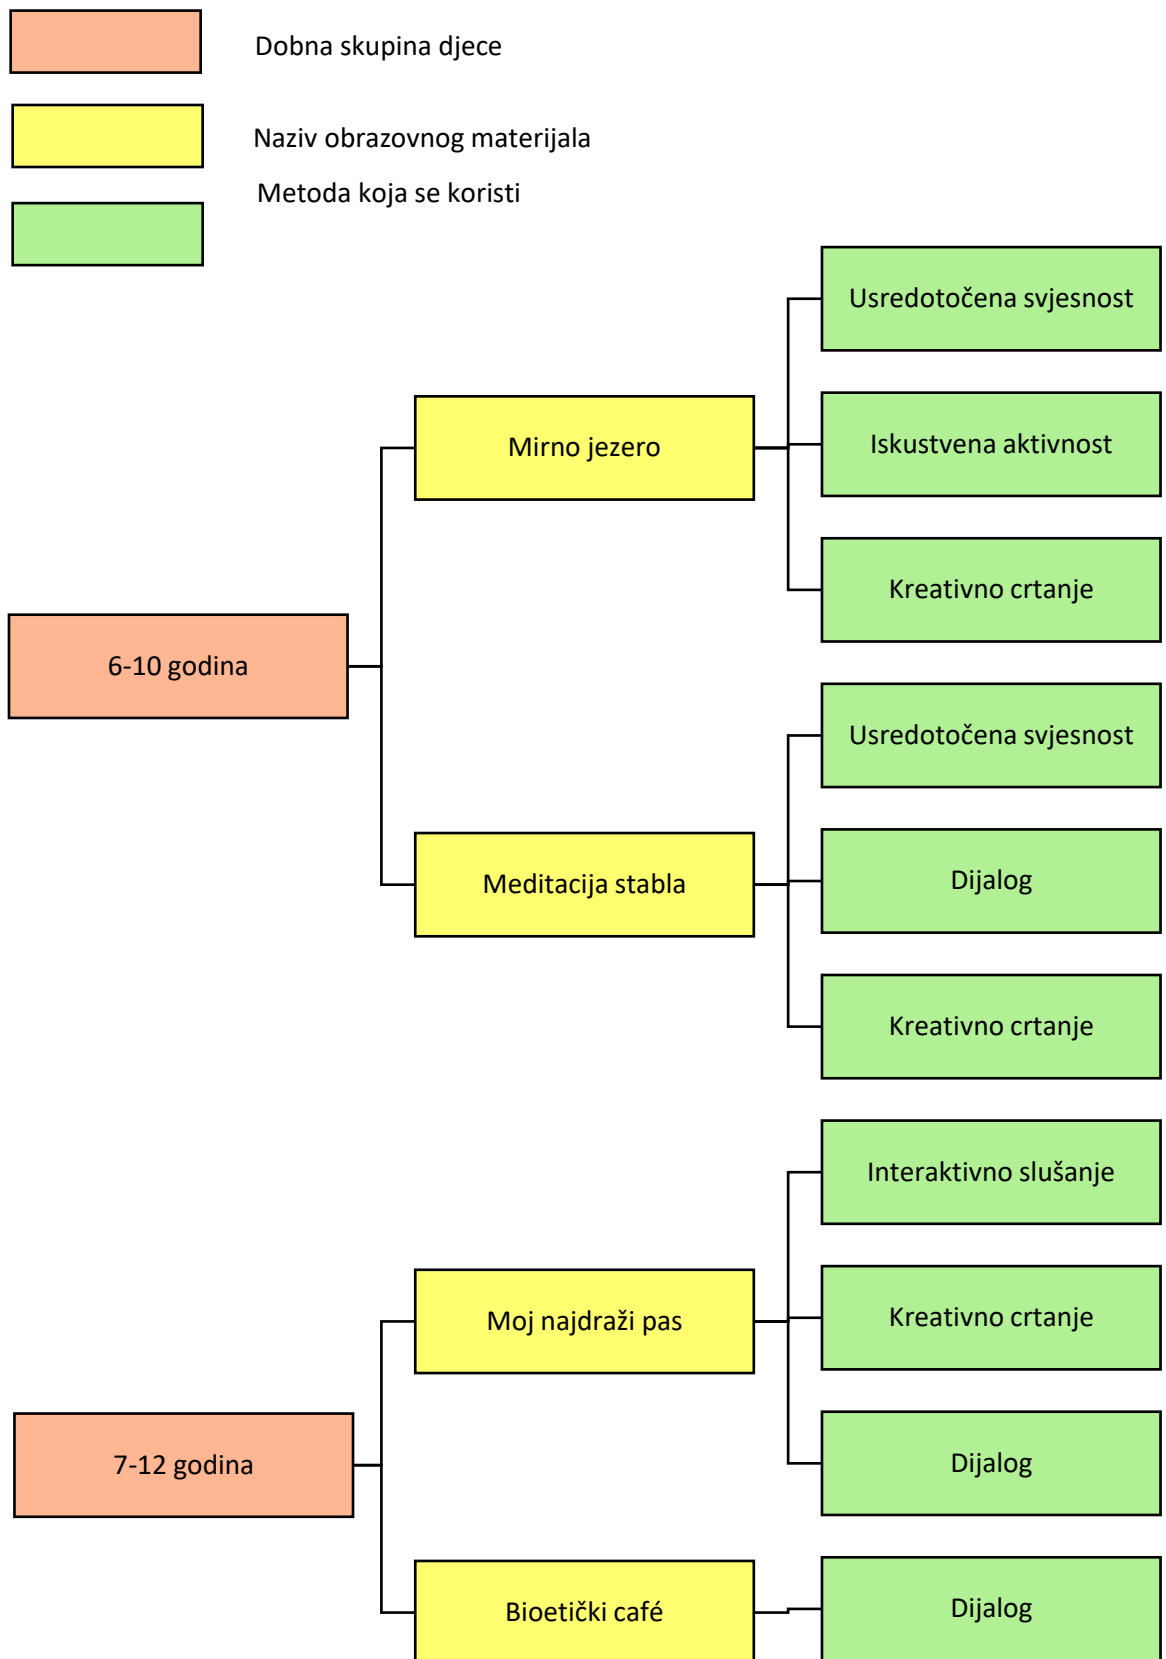 Dobna skupina djece
Naziv obrazovnog materijala
Metoda koja se koristi
6-10 godina
Mirno jezero
Usredotočena svjesnost
Iskustvena aktivnost
Kreativno crtanje
Meditacija stabla
Usredotočena svjesnost
Dijalog
Kreativno crtanje
7-12 godina
Moj najdraži pas
Interaktivno slušanje
Kreativno crtanje
Dijalog
Bioetički café
Dijalog